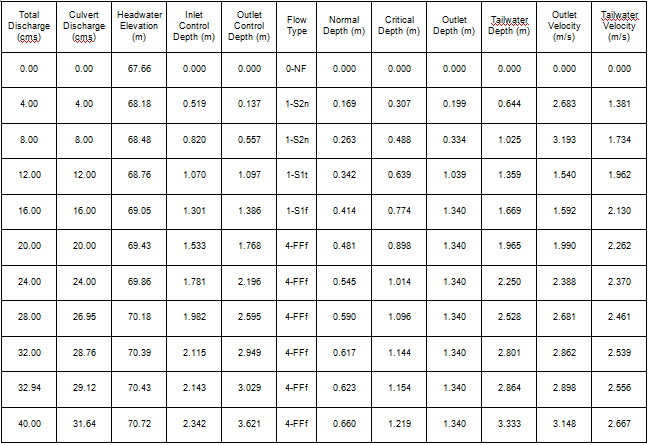 Total Discharge (cms) Culvert Discharge (cms) Headwater Elevation (m) Inlet Control Depth (m) Outlet Control Depth (m) Flow Type Normal Depth (m) Critical Depth (m) Outlet Depth (m) Tailwater Depth (m) Outlet Velocity (m/s) Tailwater Velocity (m/s)
0.00 0.00 67.66 0.000 0.000 0-NF 0.000 0.000 0.000 0.000 0.000 0.000
4.00 4.00 68.18 0.519 0.137 1-S2n 0.169 0.307 0.199 0.644 2.683 1.381
8.00 8.00 68.48 0.820 0.557 1-S2n 0.263 0.488 0.334 1.025 3.193 1.734
12.00 12.00 68.76 1.070 1.097 1-S1t 0.342 0.639 1.039 1.359 1.540 1.962
16.00 16.00 69.05 1.301 1.386 1-S1f 0.414 0.774 1.340 1.669 1.592 2.130
20.00 20.00 69.43 1.533 1.768 4-FFf 0.481 0.898 1.340 1.965 1.990 2.262
24.00 24.00 69.86 1.781 2.196 4-FFf 0.545 1.014 1.340 2.250 2.388 2.370
28.00 26.95 70.18 1.982 2.595 4-FFf 0.590 1.096 1.340 2.528 2.681 2.461
32.00 28.76 70.39 2.115 2.949 4-FFf 0.617 1.144 1.340 2.801 2.862 2.539
32.94 29.12 70.43 2.143 3.029 4-FFf 0.623 1.154 1.340 2.864 2.898 2.556
40.00 31.64 70.72 2.342 3.621 4-FFf 0.660 1.219 1.340 3.333 3.148 2.667